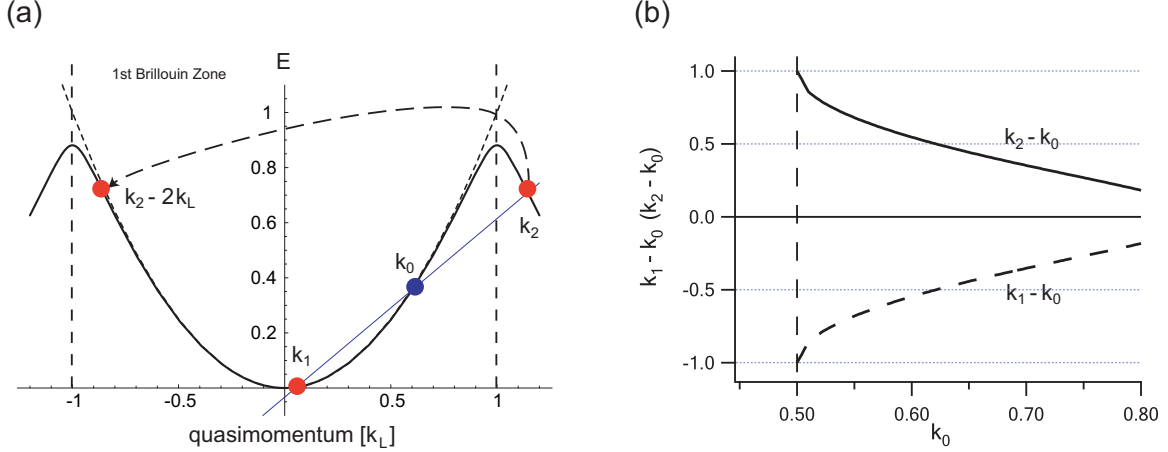 (a)
(b)
E
1st Brillouin Zone
1
0.8
0.6
0.4
0.2
k₂ - 2k_L
k₀
k₁
k₂
-1
-0.5
0.5
1
quasimomentum [k_L]
k₁ - k₀ (k₂ - k₀)
1.0
0.5
0.0
-0.5
-1.0
k₂ - k₀
k₁ - k₀
0.50
0.60
0.70
0.80
k₀